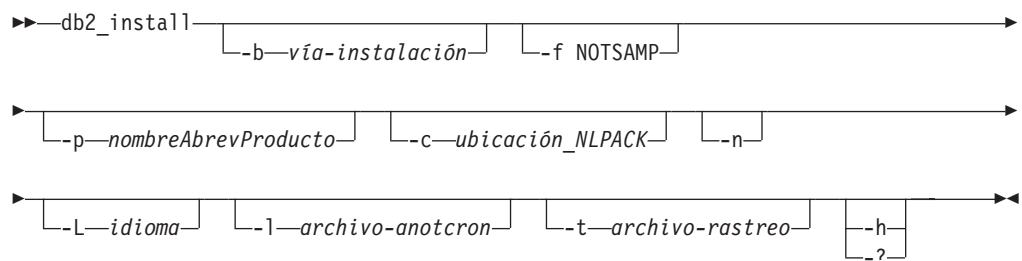 db2_install
-b vía-instalación -f NOTSAMP
-p nombreAbrevProducto -c ubicación_NLPACK -n
-L idioma -l archivo-anotcron -t archivo-rastreo -h
-?